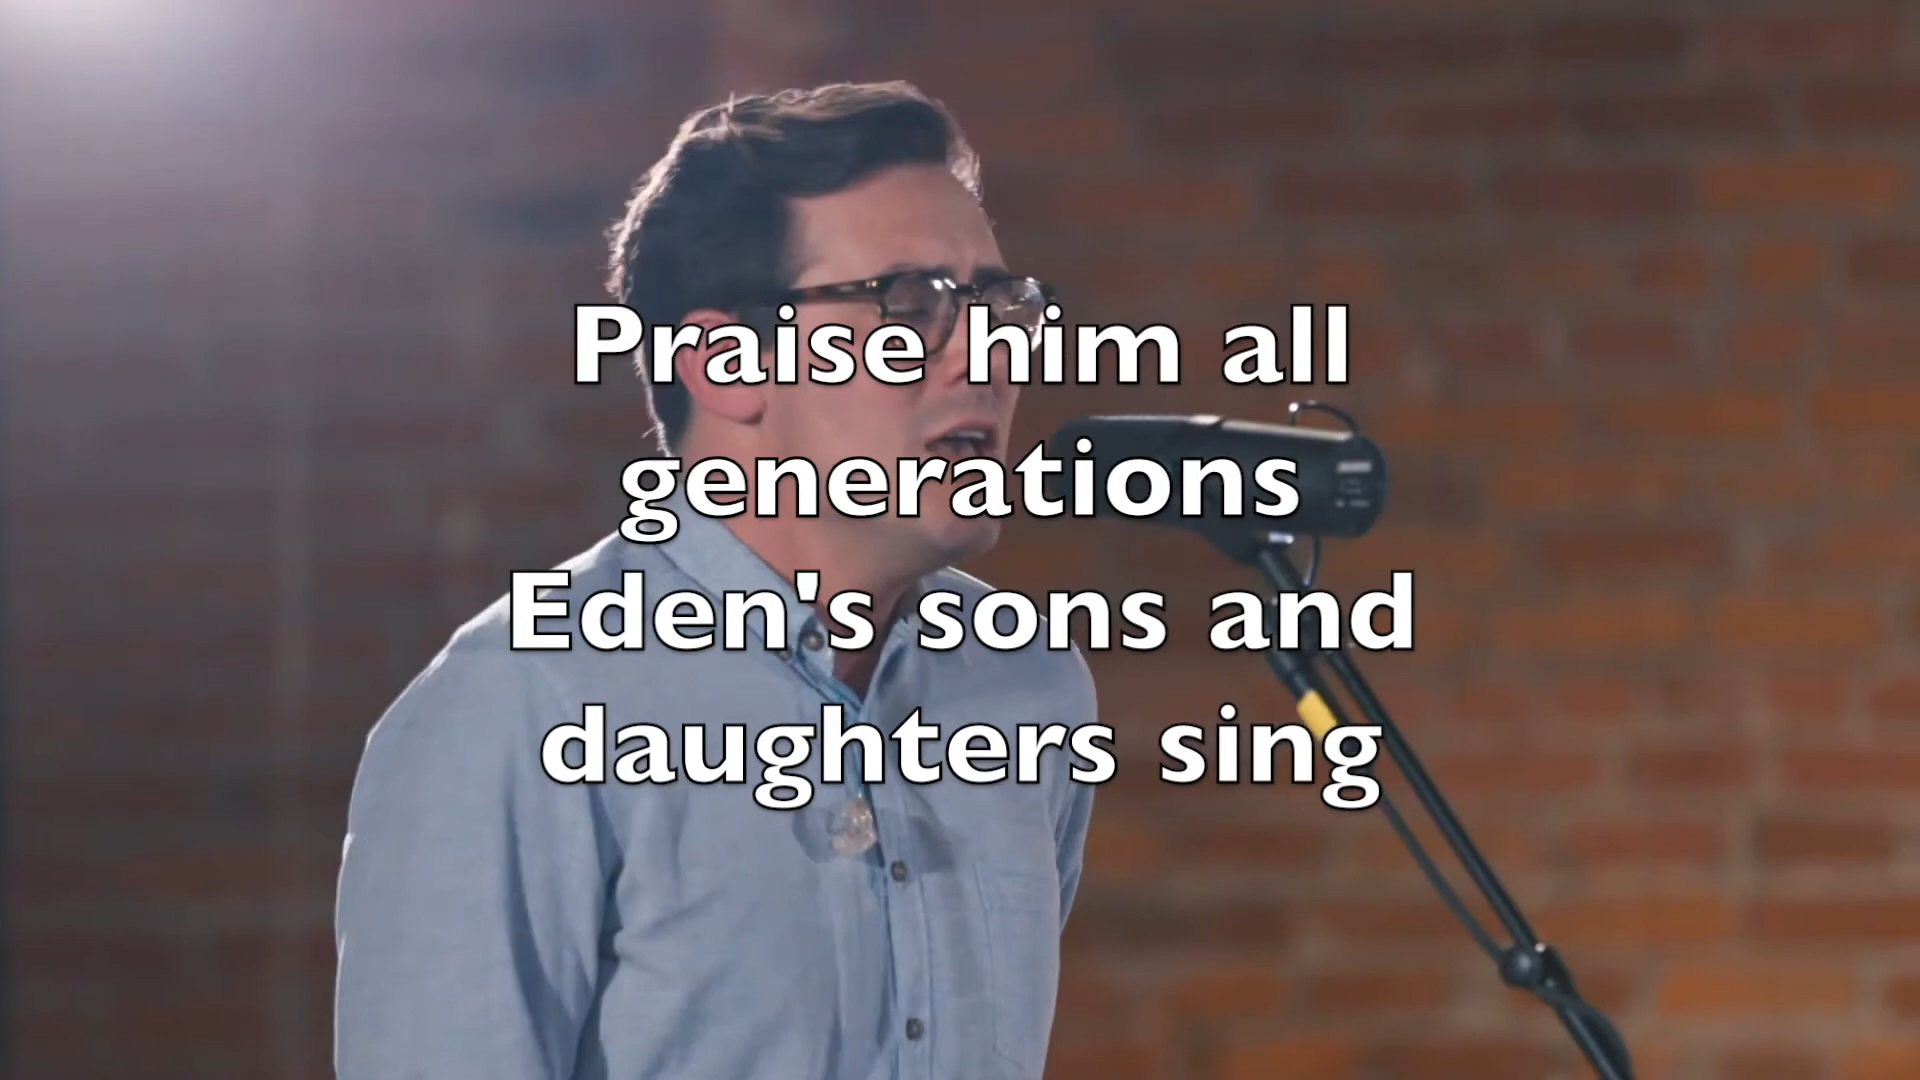 Praise him all
generations
Eden's sons and
daughters sing